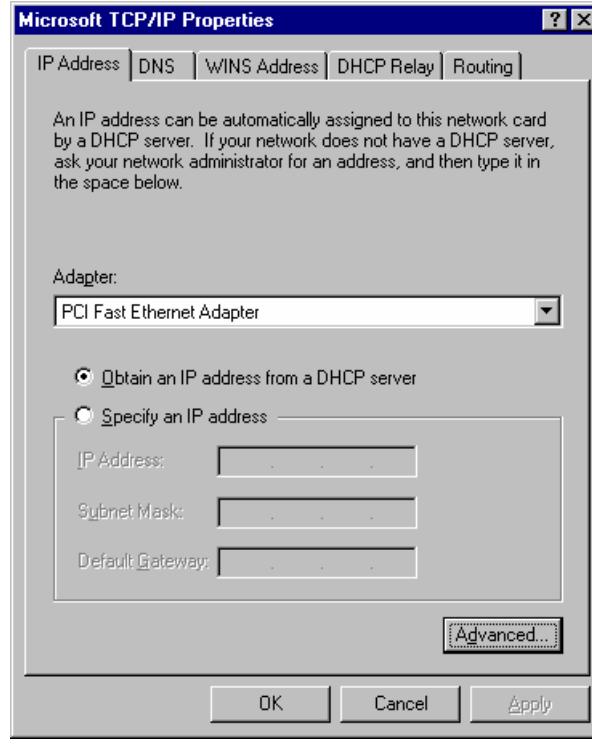 Microsoft TCP/IP Properties
IP Address DNS WINS Address DHCP Relay Routing
An IP address can be automatically assigned to this network card
by a DHCP server. If your network does not have a DHCP server,
ask your network administrator for an address, and then type it in
the space below.
Adapter:
PCI Fast Ethernet Adapter
Obtain an IP address from a DHCP server
Specify an IP address
IP Address:
Subnet Mask:
Default Gateway:
Advanced...
OK Cancel Apply